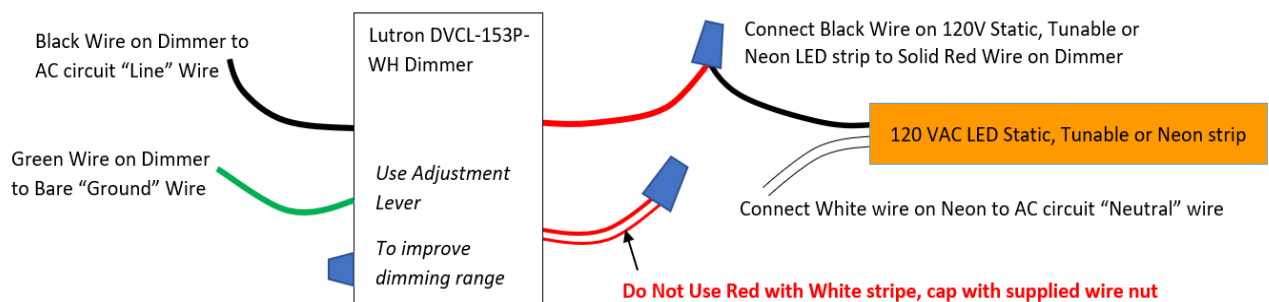 Black Wire on Dimmer to
AC circuit “Line” Wire
Green Wire on Dimmer
to Bare “Ground” Wire
Lutron DVCL-153P-
WH Dimmer
Use Adjustment
Lever
To improve
dimming range
Connect Black Wire on 120V Static, Tunable or
Neon LED strip to Solid Red Wire on Dimmer
120 VAC LED Static, Tunable or Neon strip
Connect White wire on Neon to AC circuit “Neutral” wire
Do Not Use Red with White stripe, cap with supplied wire nut